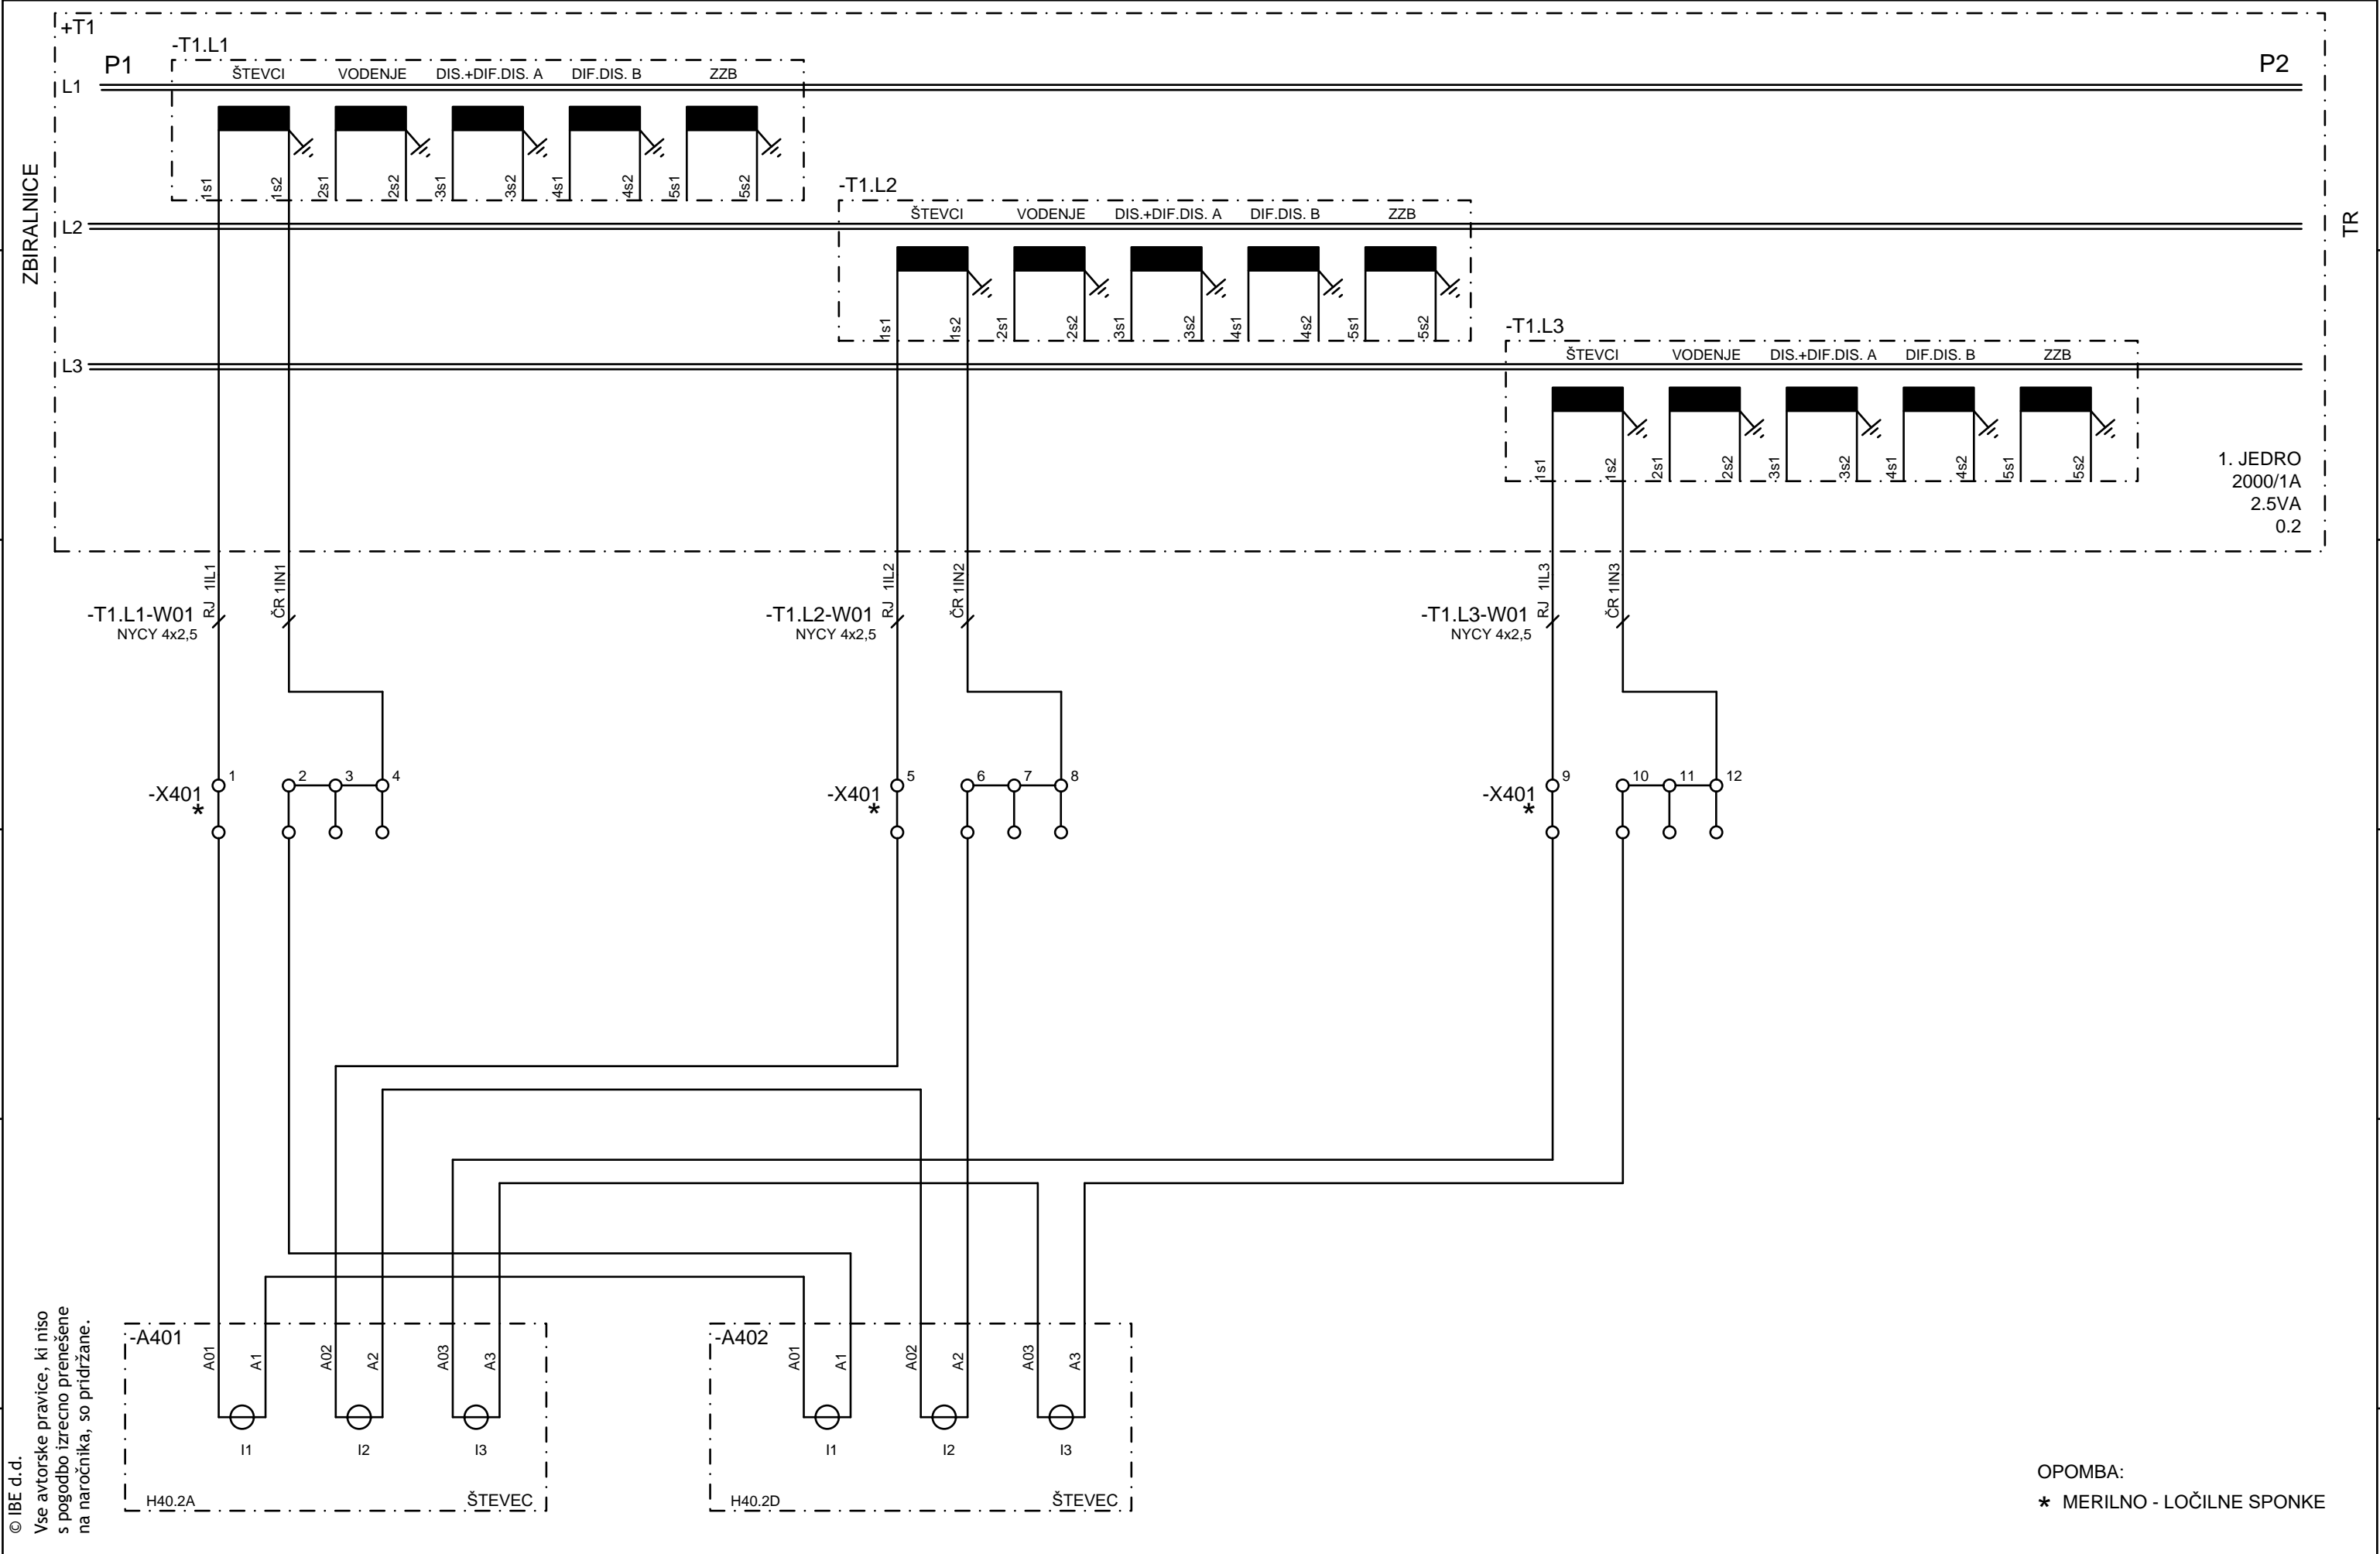 +T1
P1
P2
ZBIRALNICE
TR
L1
L2
L3
-T1.L1
ŠTEVCI VODENJE DIS.+DIF.DIS. A DIF.DIS. B ZZB
1s1 1s2 2s1 2s2 3s1 3s2 4s1 4s2 5s1 5s2
-T1.L2
ŠTEVCI VODENJE DIS.+DIF.DIS. A DIF.DIS. B ZZB
1s1 1s2 2s1 2s2 3s1 3s2 4s1 4s2 5s1 5s2
-T1.L3
ŠTEVCI VODENJE DIS.+DIF.DIS. A DIF.DIS. B ZZB
1s1 1s2 2s1 2s2 3s1 3s2 4s1 4s2 5s1 5s2
1. JEDRO
2000/1A
2.5VA
0.2
-T1.L1-W01
NYCY 4x2,5
RJ 1IL1
ČR 1IN1
-T1.L2-W01
NYCY 4x2,5
RJ 1IL2
ČR 1IN2
-T1.L3-W01
NYCY 4x2,5
RJ 1IL3
ČR 1IN3
-X401
*
1 2 3 4
-X401
*
5 6 7 8
-X401
*
9 10 11 12
-A401
A01 A1 A02 A2 A03 A3
I1 I2 I3
H40.2A ŠTEVEC
-A402
A01 A1 A02 A2 A03 A3
I1 I2 I3
H40.2D ŠTEVEC
OPOMBA:
* MERILNO - LOČILNE SPONKE
© IBE d.d.
Vse avtorske pravice, ki niso
s pogodbo izrecno prenešene
na naročnika, so pridržane.